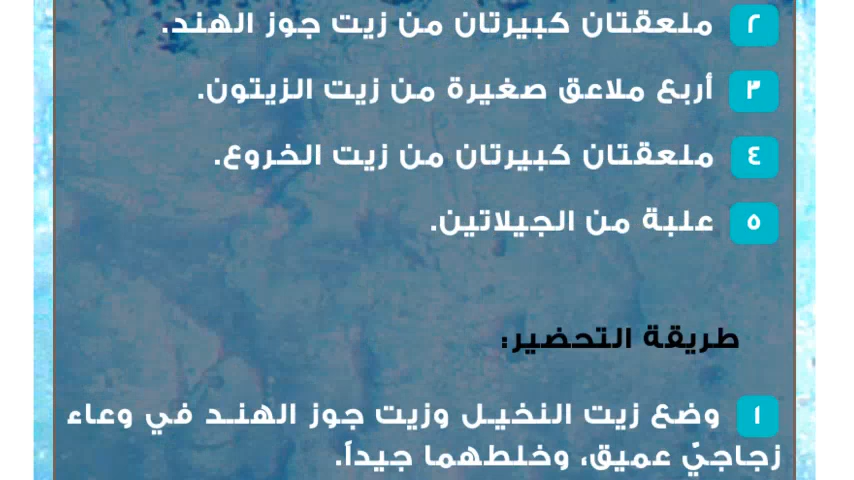 ٢ ملعقتان كبيرتان من زيت جوز الهند.
٣ أربع ملاعق صغيرة من زيت الزيتون.
٤ ملعقتان كبيرتان من زيت الخروع.
٥ علبة من الجيلاتين.
طريقة التحضير:
١ وضع زيت النخيل وزيت جوز الهند في وعاء
زجاجيّ عميق، وخلطهما جيداً.